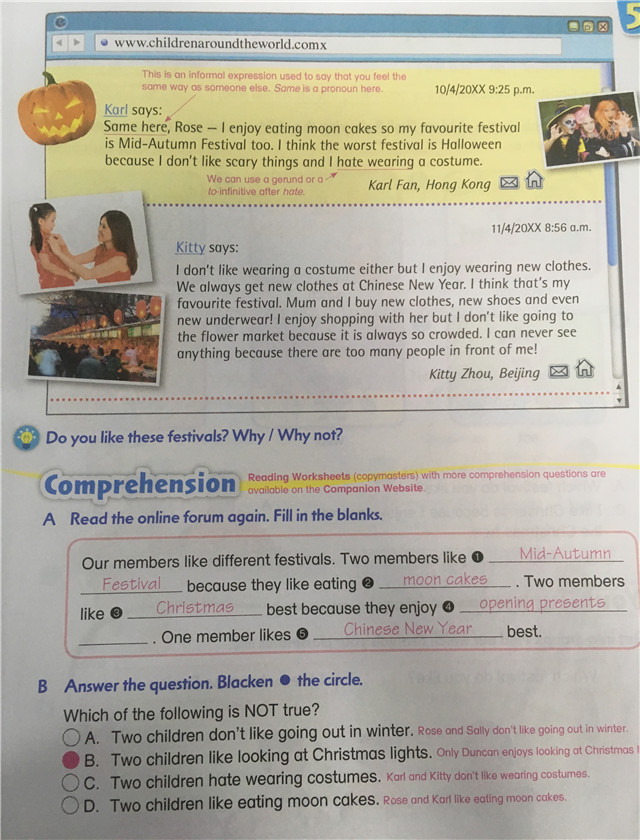 5
www.childrenaroundtheworld.comx
This is an informal expression used to say that you feel the
same way as someone else. Same is a pronoun here.
10/4/20XX 9:25 p.m.
Karl says:
Same here, Rose — I enjoy eating moon cakes so my favourite festival
is Mid-Autumn Festival too. I think the worst festival is Halloween
because I don't like scary things and I hate wearing a costume.
We can use a gerund or a
to-infinitive after hate.
Karl Fan, Hong Kong
11/4/20XX 8:56 a.m.
Kitty says:
I don't like wearing a costume either but I enjoy wearing new clothes.
We always get new clothes at Chinese New Year. I think that's my
favourite festival. Mum and I buy new clothes, new shoes and even
new underwear! I enjoy shopping with her but I don't like going to
the flower market because it is always so crowded. I can never see
anything because there are too many people in front of me!
Kitty Zhou, Beijing
Do you like these festivals? Why / Why not?
Comprehension
Reading Worksheets (copymasters) with more comprehension questions are
available on the Companion Website.
A Read the online forum again. Fill in the blanks.
Our members like different festivals. Two members like 1 Mid-Autumn
Festival because they like eating 2 moon cakes . Two members
like 3 Christmas best because they enjoy 4 opening presents
. One member likes 5 Chinese New Year best.
B Answer the question. Blacken ● the circle.
Which of the following is NOT true?
A. Two children don't like going out in winter. Rose and Sally don't like going out in winter.
B. Two children like looking at Christmas lights. Only Duncan enjoys looking at Christmas
C. Two children hate wearing costumes. Karl and Kitty don't like wearing costumes.
D. Two children like eating moon cakes. Rose and Karl like eating moon cakes.